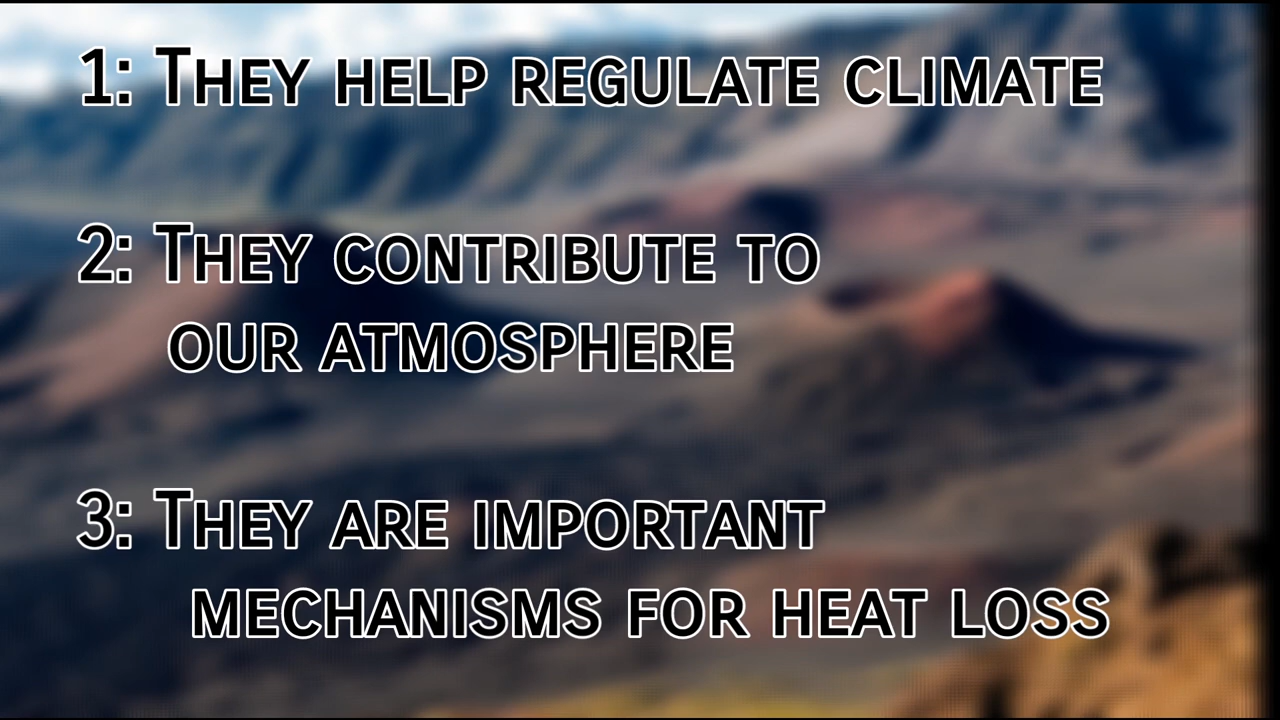 1: They help regulate climate
2: They contribute to
our atmosphere
3: They are important
mechanisms for heat loss